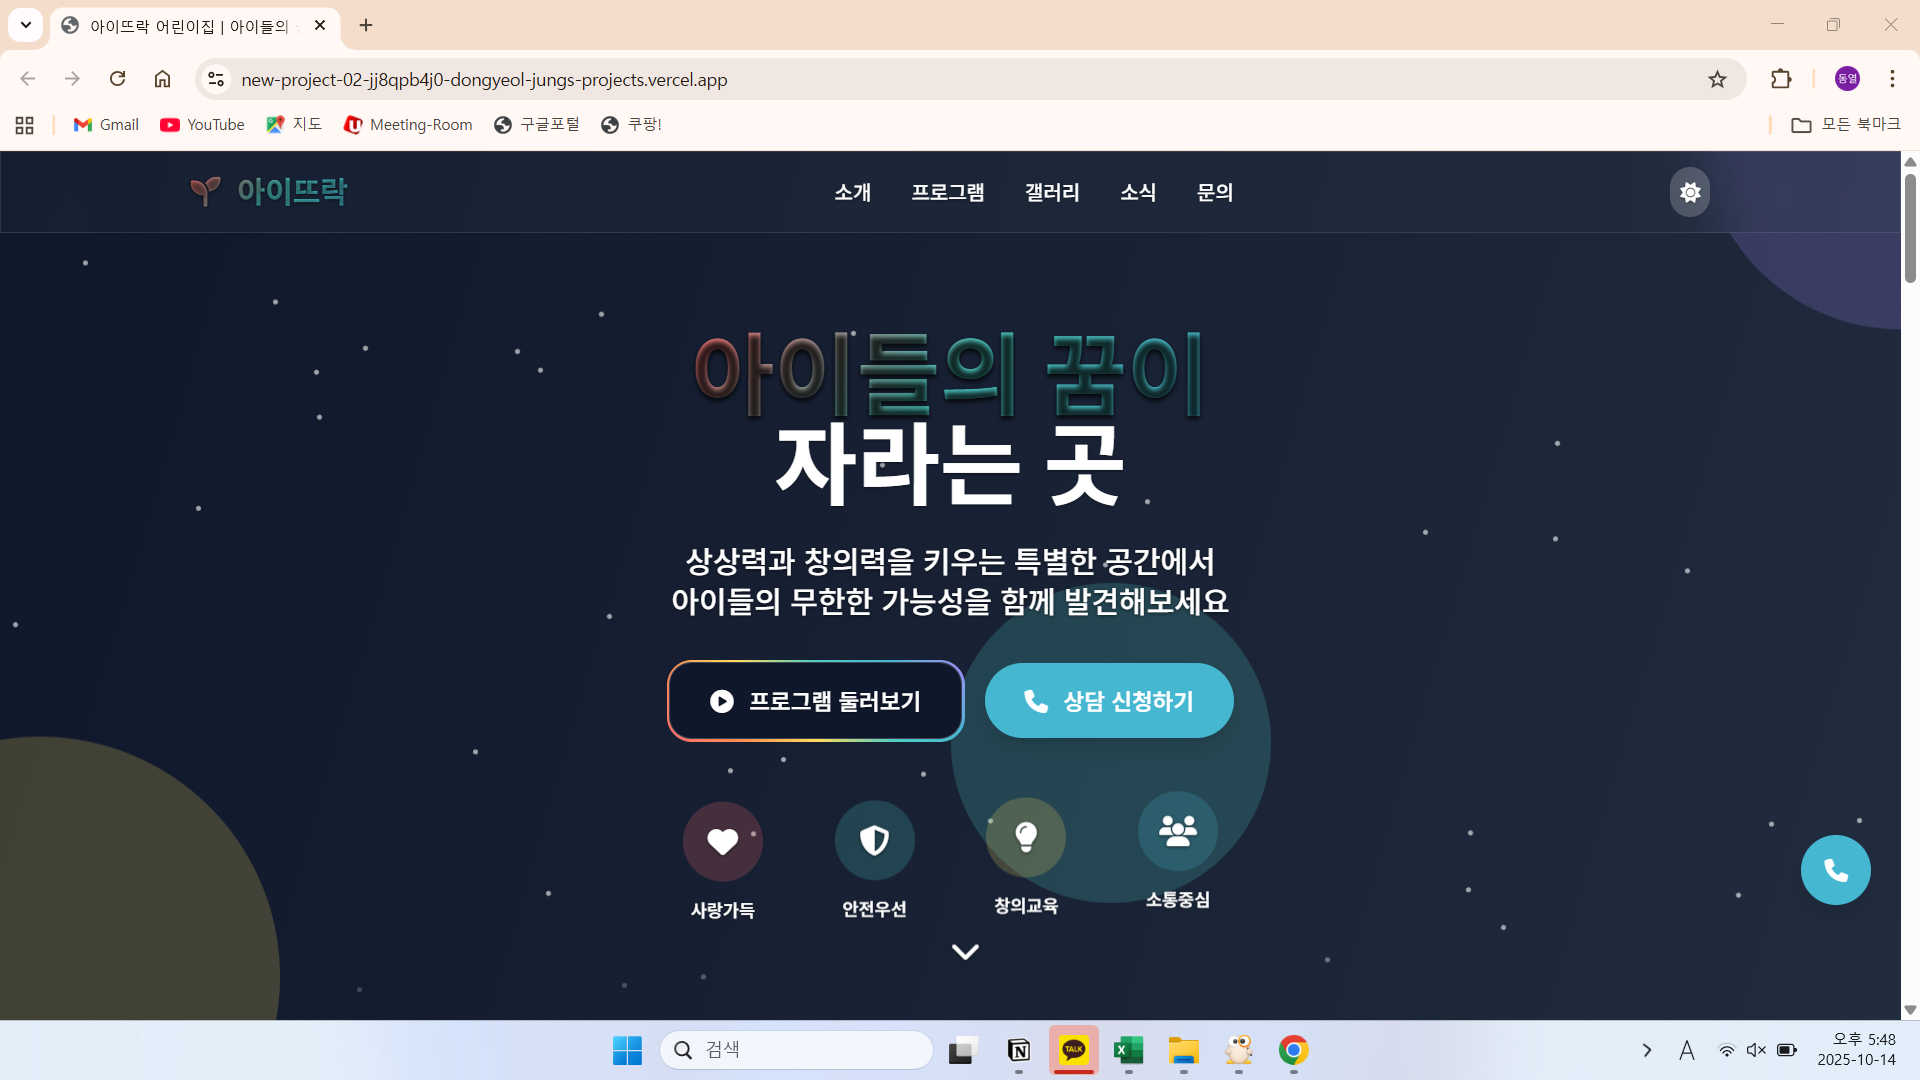 아이뜨락 어린이집 | 아이들의
new-project-02-jj8qpb4j0-dongyeol-jungs-projects.vercel.app
동열
Gmail
YouTube
지도
Meeting-Room
구글포털
쿠팡!
모든 북마크
아이뜨락
소개
프로그램
갤러리
소식
문의
아이들의 꿈이
자라는 곳
상상력과 창의력을 키우는 특별한 공간에서
아이들의 무한한 가능성을 함께 발견해보세요
프로그램 둘러보기
상담 신청하기
사랑가득
안전우선
창의교육
소통중심
검색
TALK
A
오후 5:48
2025-10-14